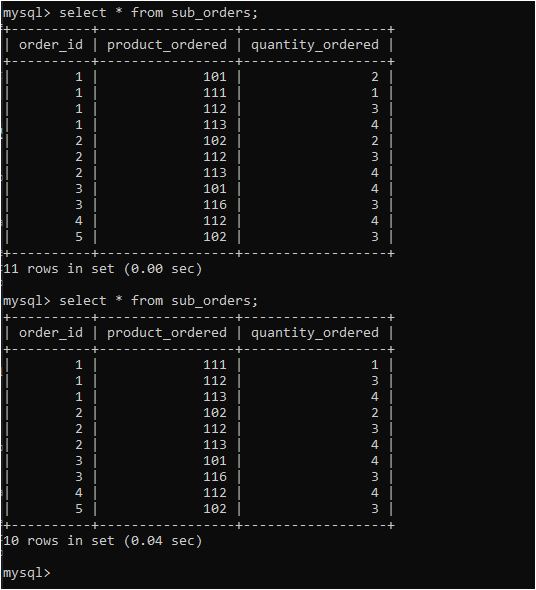 mysql> select * from sub_orders;
+----------+-----------------+------------------+
| order_id | product_ordered | quantity_ordered |
+----------+-----------------+------------------+
|        1 |             101 |                2 |
|        1 |             111 |                1 |
|        1 |             112 |                3 |
|        1 |             113 |                4 |
|        2 |             102 |                2 |
|        2 |             112 |                3 |
|        2 |             113 |                4 |
|        3 |             101 |                4 |
|        3 |             116 |                3 |
|        4 |             112 |                4 |
|        5 |             102 |                3 |
+----------+-----------------+------------------+
11 rows in set (0.00 sec)

mysql> select * from sub_orders;
+----------+-----------------+------------------+
| order_id | product_ordered | quantity_ordered |
+----------+-----------------+------------------+
|        1 |             111 |                1 |
|        1 |             112 |                3 |
|        1 |             113 |                4 |
|        2 |             102 |                2 |
|        2 |             112 |                3 |
|        2 |             113 |                4 |
|        3 |             101 |                4 |
|        3 |             116 |                3 |
|        4 |             112 |                4 |
|        5 |             102 |                3 |
+----------+-----------------+------------------+
10 rows in set (0.04 sec)

mysql>